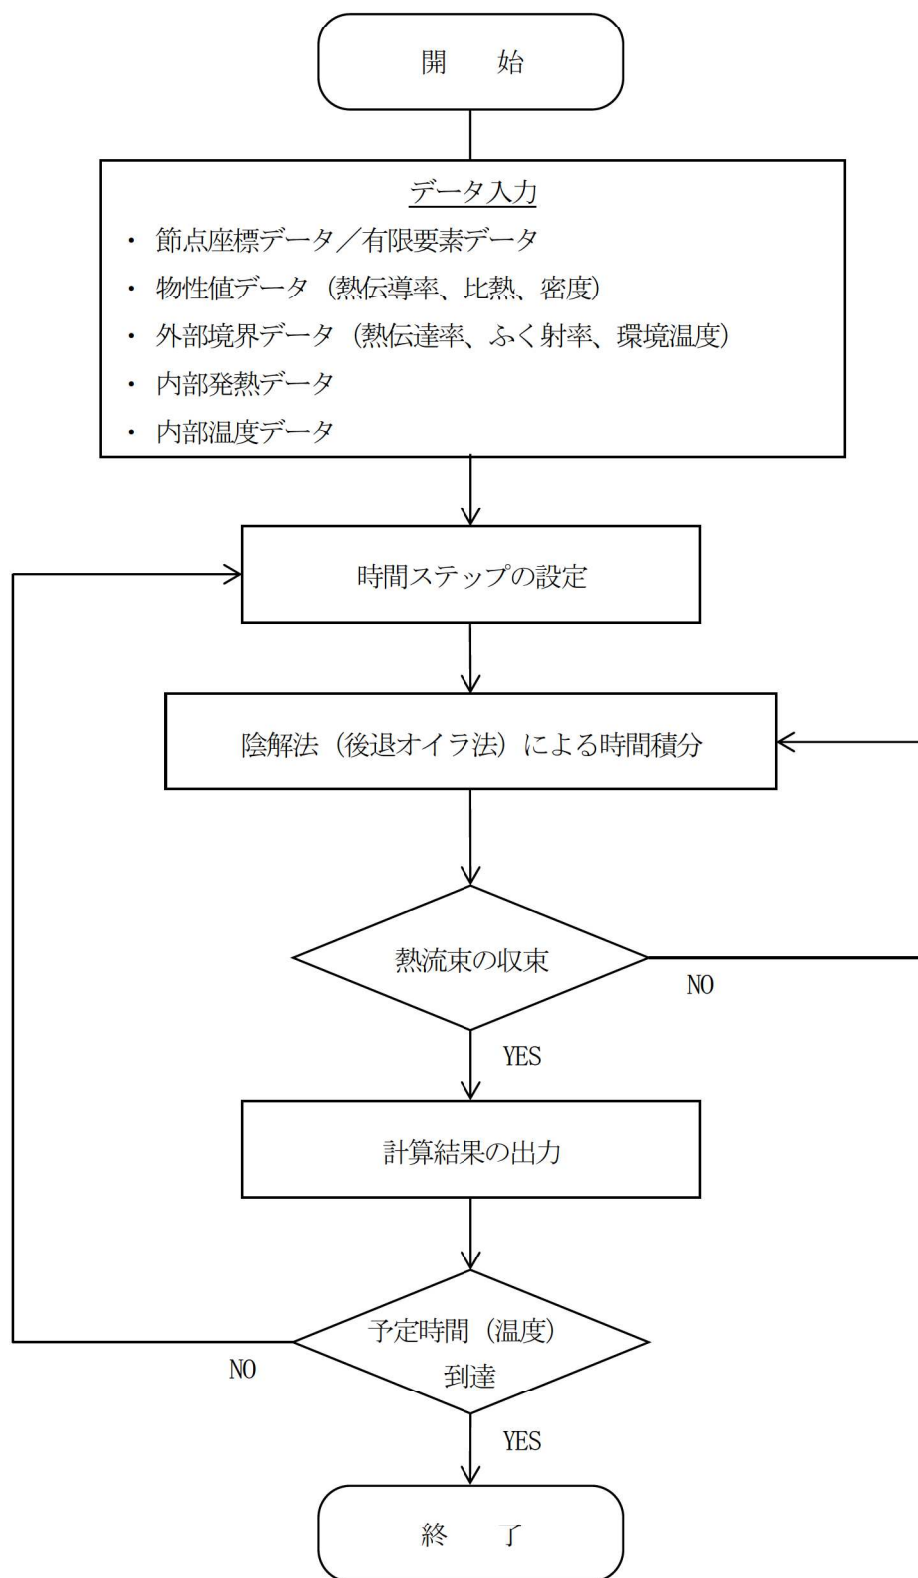 開　　始
データ入力
・ 節点座標データ／有限要素データ
・ 物性値データ（熱伝導率、比熱、密度）
・ 外部境界データ（熱伝達率、ふく射率、環境温度）
・ 内部発熱データ
・ 内部温度データ
時間ステップの設定
陰解法（後退オイラ法）による時間積分
熱流束の収束
NO
YES
計算結果の出力
予定時間（温度）
到達
NO
YES
終　　了